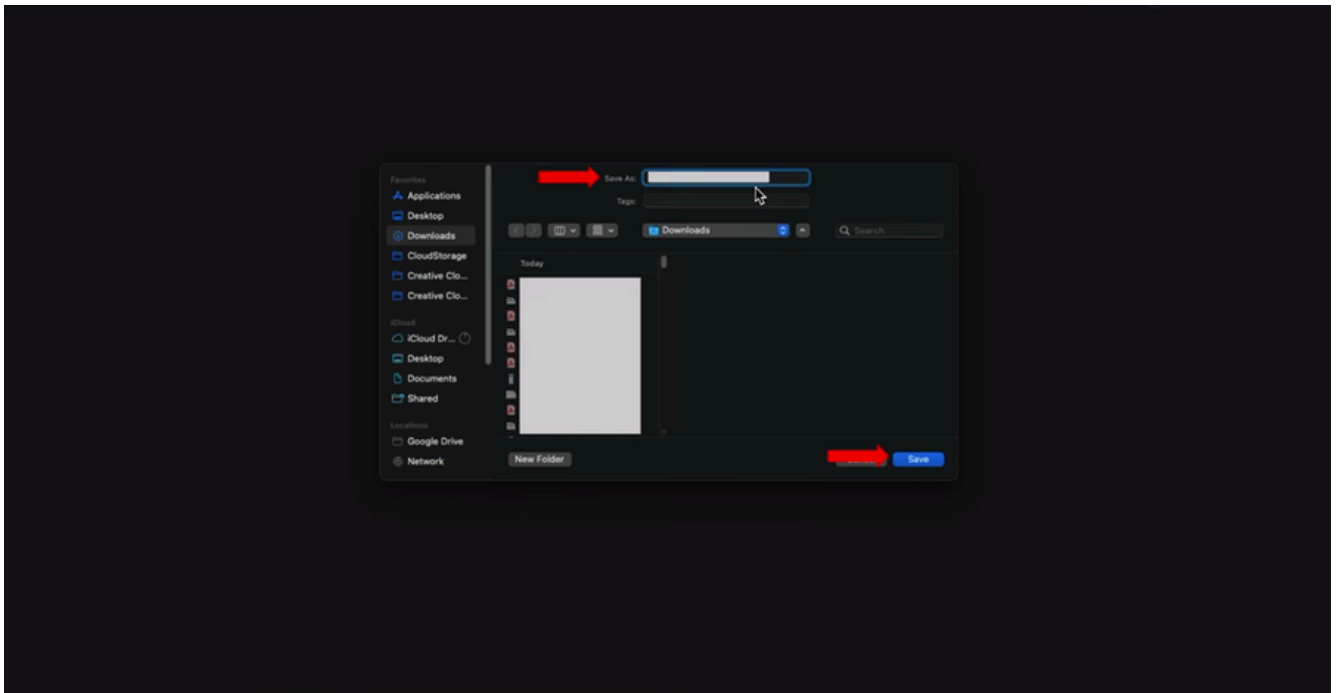 Favorites
Applications
Desktop
Downloads
CloudStorage
Creative Clo...
Creative Clo...
iCloud
iCloud Dr...
Desktop
Documents
Shared
Locations
Google Drive
Network
Save As:
Tags:
Downloads
Search
Today
New Folder
Save